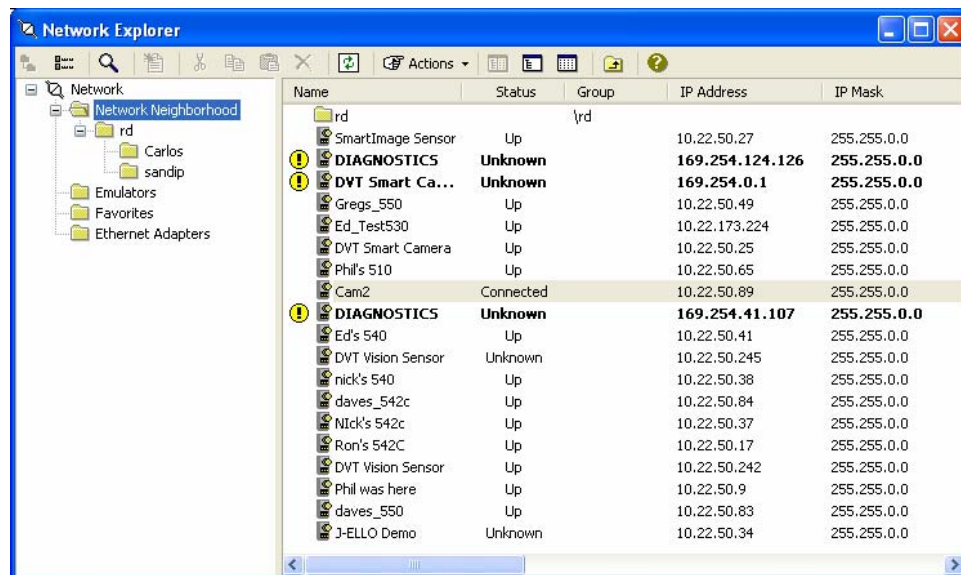 Network Explorer
Actions
Network
Network Neighborhood
rd
Carlos
sandip
Emulators
Favorites
Ethernet Adapters
Name Status Group IP Address IP Mask
rd \rd
SmartImage Sensor Up 10.22.50.27 255.255.0.0
DIAGNOSTICS Unknown 169.254.124.126 255.255.0.0
DVT Smart Ca... Unknown 169.254.0.1 255.255.0.0
Gregs_550 Up 10.22.50.49 255.255.0.0
Ed_Test530 Up 10.22.173.224 255.255.0.0
DVT Smart Camera Up 10.22.50.25 255.255.0.0
Phil's 510 Up 10.22.50.65 255.255.0.0
Cam2 Connected 10.22.50.89 255.255.0.0
DIAGNOSTICS Unknown 169.254.41.107 255.255.0.0
Ed's 540 Up 10.22.50.41 255.255.0.0
DVT Vision Sensor Unknown 10.22.50.245 255.255.0.0
nick's 540 Up 10.22.50.38 255.255.0.0
daves_542c Up 10.22.50.84 255.255.0.0
NIck's 542c Up 10.22.50.37 255.255.0.0
Ron's 542C Up 10.22.50.17 255.255.0.0
DVT Vision Sensor Up 10.22.50.242 255.255.0.0
Phil was here Up 10.22.50.9 255.255.0.0
daves_550 Up 10.22.50.83 255.255.0.0
J-ELLO Demo Unknown 10.22.50.34 255.255.0.0